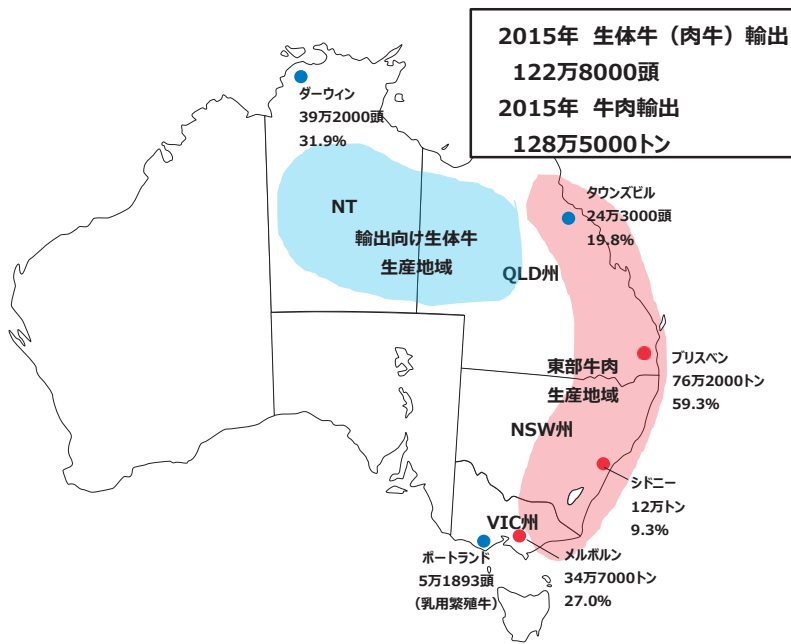 2015年 生体牛（肉牛）輸出
122万8000頭
2015年 牛肉輸出
128万5000トン
ダーウィン
39万2000頭
31.9%
NT
輸出向け生体牛
生産地域
タウンズビル
24万3000頭
19.8%
QLD州
東部牛肉
生産地域
ブリスベン
76万2000トン
59.3%
NSW州
シドニー
12万トン
9.3%
VIC州
ポートランド
5万1893頭
（乳用繁殖牛）
メルボルン
34万7000トン
27.0%